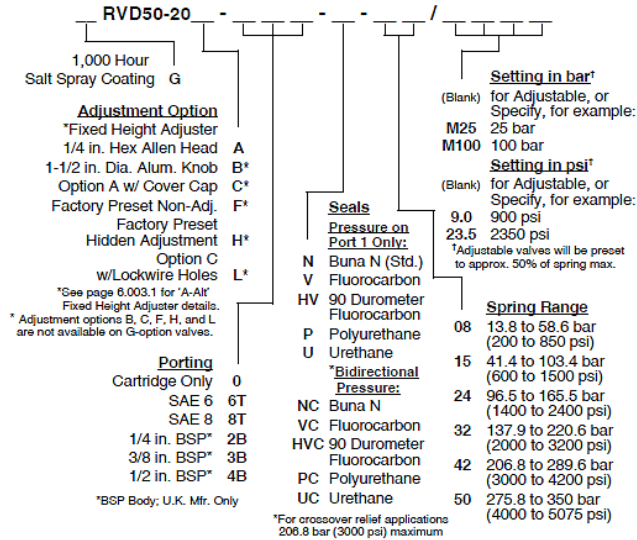 __ RVD50-20 __ - ____ - __ - ___ / ____
1,000 Hour
Salt Spray Coating G
Adjustment Option
*Fixed Height Adjuster
1/4 in. Hex Allen Head A
1-1/2 in. Dia. Alum. Knob B*
Option A w/ Cover Cap C*
Factory Preset Non-Adj. F*
Factory Preset
Hidden Adjustment H*
Option C
w/Lockwire Holes L*
*See page 6.003.1 for 'A-Alt'
Fixed Height Adjuster details.
* Adjustment options B, C, F, H, and L
are not available on G-option valves.
Porting
Cartridge Only 0
SAE 6 6T
SAE 8 8T
1/4 in. BSP* 2B
3/8 in. BSP* 3B
1/2 in. BSP* 4B
*BSP Body; U.K. Mfr. Only
Seals
Pressure on
Port 1 Only:
N Buna N (Std.)
V Fluorocarbon
HV 90 Durometer
Fluorocarbon
P Polyurethane
U Urethane
*Bidirectional
Pressure:
NC Buna N
VC Fluorocarbon
HVC 90 Durometer
Fluorocarbon
PC Polyurethane
UC Urethane
*For crossover relief applications
206.8 bar (3000 psi) maximum
Setting in bar†
(Blank) for Adjustable, or
Specify, for example:
M25 25 bar
M100 100 bar
Setting in psi†
(Blank) for Adjustable, or
Specify, for example:
9.0 900 psi
23.5 2350 psi
†Adjustable valves will be preset
to approx. 50% of spring max.
Spring Range
08 13.8 to 58.6 bar
(200 to 850 psi)
15 41.4 to 103.4 bar
(600 to 1500 psi)
24 96.5 to 165.5 bar
(1400 to 2400 psi)
32 137.9 to 220.6 bar
(2000 to 3200 psi)
42 206.8 to 289.6 bar
(3000 to 4200 psi)
50 275.8 to 350 bar
(4000 to 5075 psi)